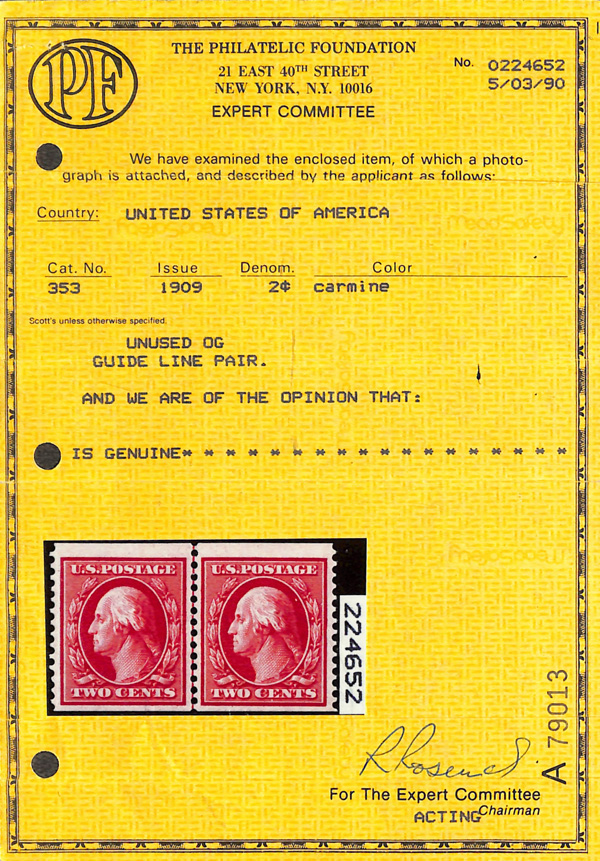 PF
THE PHILATELIC FOUNDATION
21 EAST 40TH STREET
NEW YORK, N.Y. 10016
EXPERT COMMITTEE
No. 0224652
5/03/90
We have examined the enclosed item, of which a photo-
graph is attached, and described by the applicant as follows:
Country: UNITED STATES OF AMERICA
Cat. No. Issue Denom. Color
353 1909 2¢ carmine
Scott's unless otherwise specified.
UNUSED OG
GUIDE LINE PAIR.
AND WE ARE OF THE OPINION THAT:
IS GENUINE* * * * * * * * * * * * * * * * * *
U.S.POSTAGE U.S.POSTAGE
TWO CENTS TWO CENTS
224652
A 79013
For The Expert Committee
ACTING Chairman